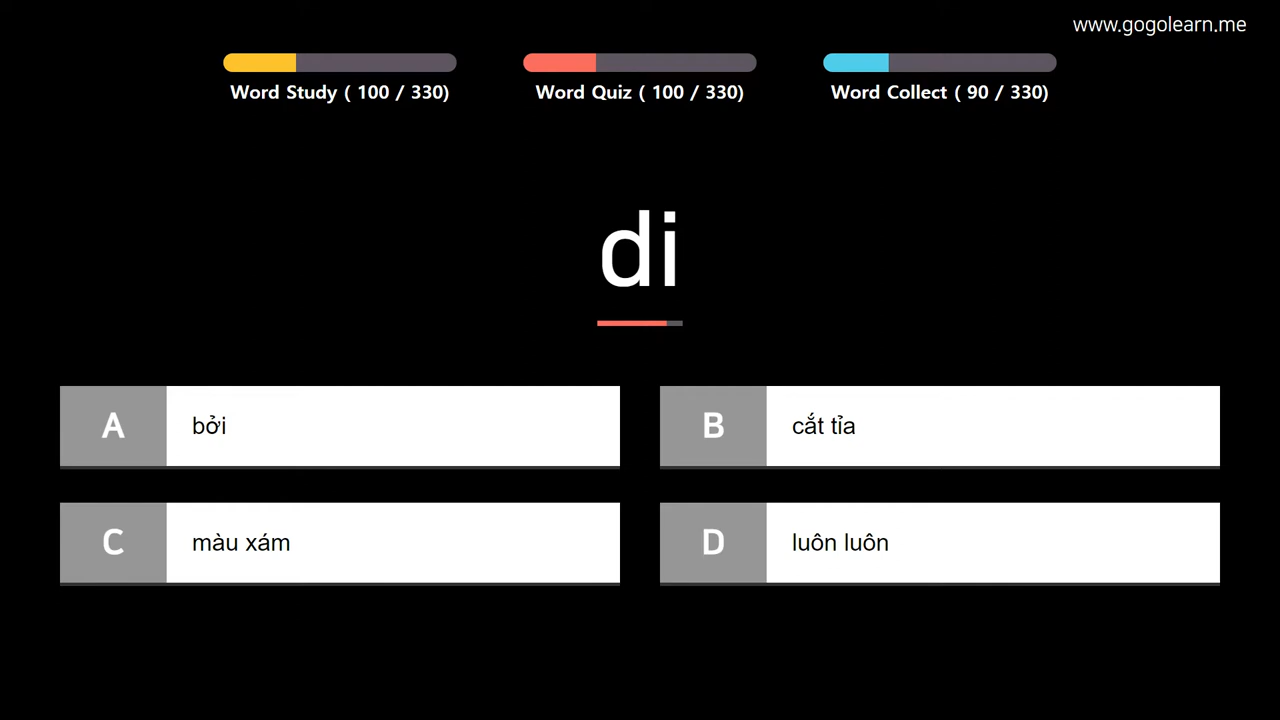 www.gogolearn.me
Word Study ( 100 / 330)
Word Quiz ( 100 / 330)
Word Collect ( 90 / 330)
di
A bởi
B cắt tỉa
C màu xám
D luôn luôn